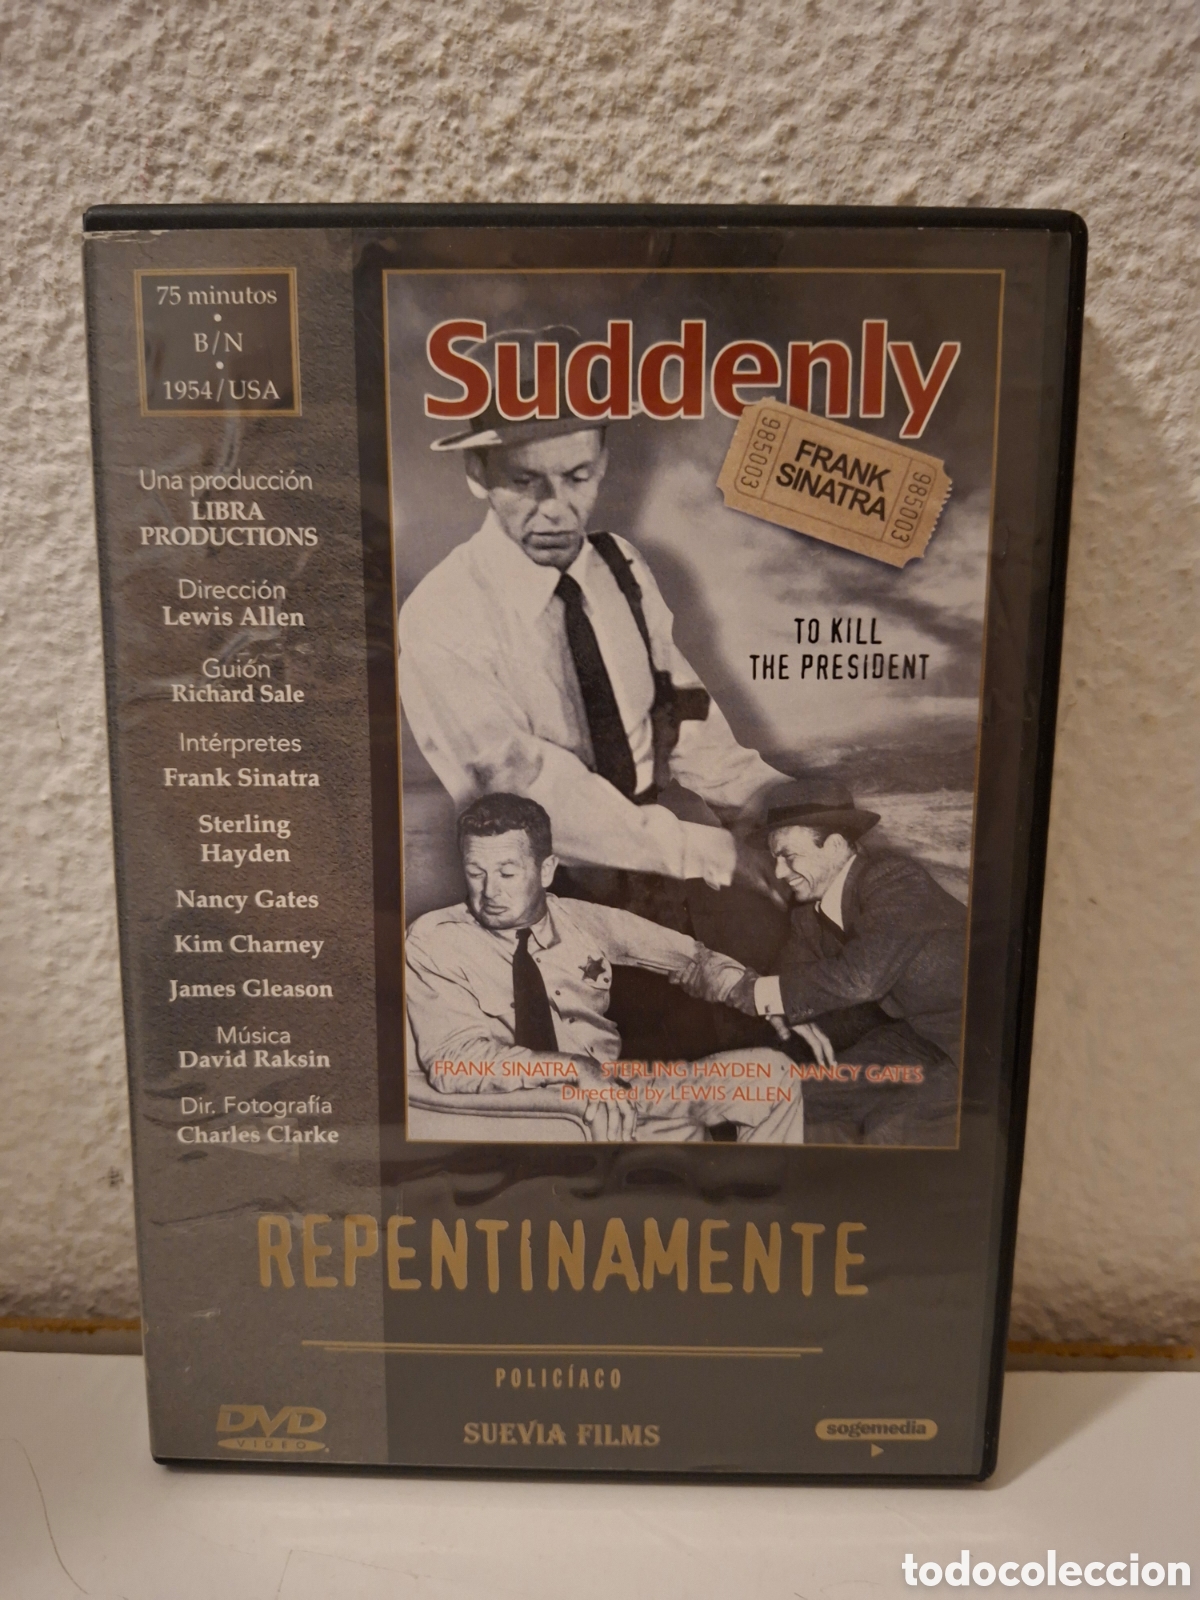 75 minutos
B/N
1954/USA
Una producción
LIBRA
PRODUCTIONS
Dirección
Lewis Allen
Guión
Richard Sale
Intérpretes
Frank Sinatra
Sterling
Hayden
Nancy Gates
Kim Charney
James Gleason
Música
David Raksin
Dir. Fotografía
Charles Clarke
Suddenly
985003
FRANK
SINATRA
985003
TO KILL
THE PRESIDENT
FRANK SINATRA STERLING HAYDEN NANCY GATES
Directed by LEWIS ALLEN
REPENTINAMENTE
POLICÍACO
DVD
VIDEO
SUEVIA FILMS
sogemedia
todocoleccion